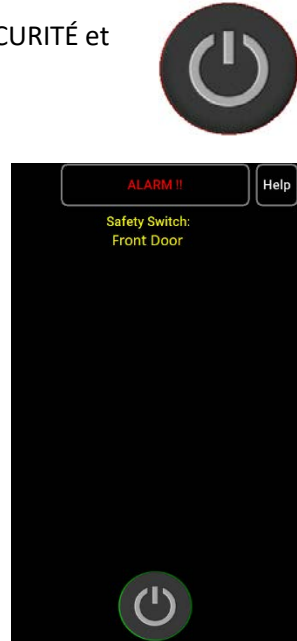 CURITÉ et
ALARM !!
Help
Safety Switch:
Front Door